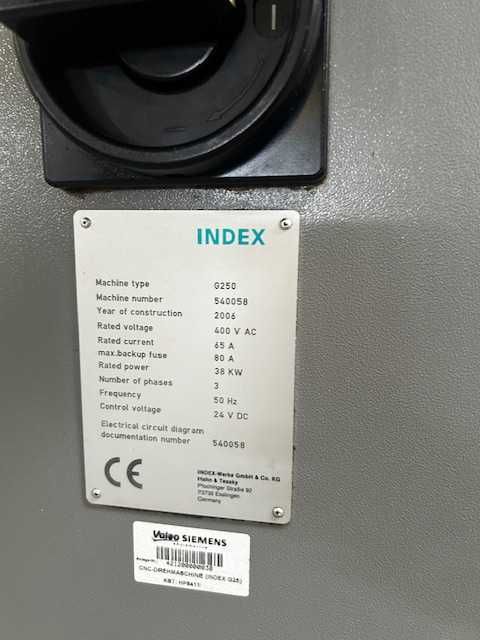 INDEX
Machine type G250
Machine number 540058
Year of construction 2006
Rated voltage 400 V AC
Rated current 65 A
max.backup fuse 80 A
Rated power 38 KW
Number of phases 3
Frequency 50 Hz
Control voltage 24 V DC
Electrical circuit diagram
documentation number 540058
CE
INDEX-Werke GmbH & Co. KG
Hahn & Tessky
Plochinger Straße 92
73730 Esslingen
Germany
Valeo SIEMENS
421200000038
CNC-DREHMASCHINE (INDEX G25)